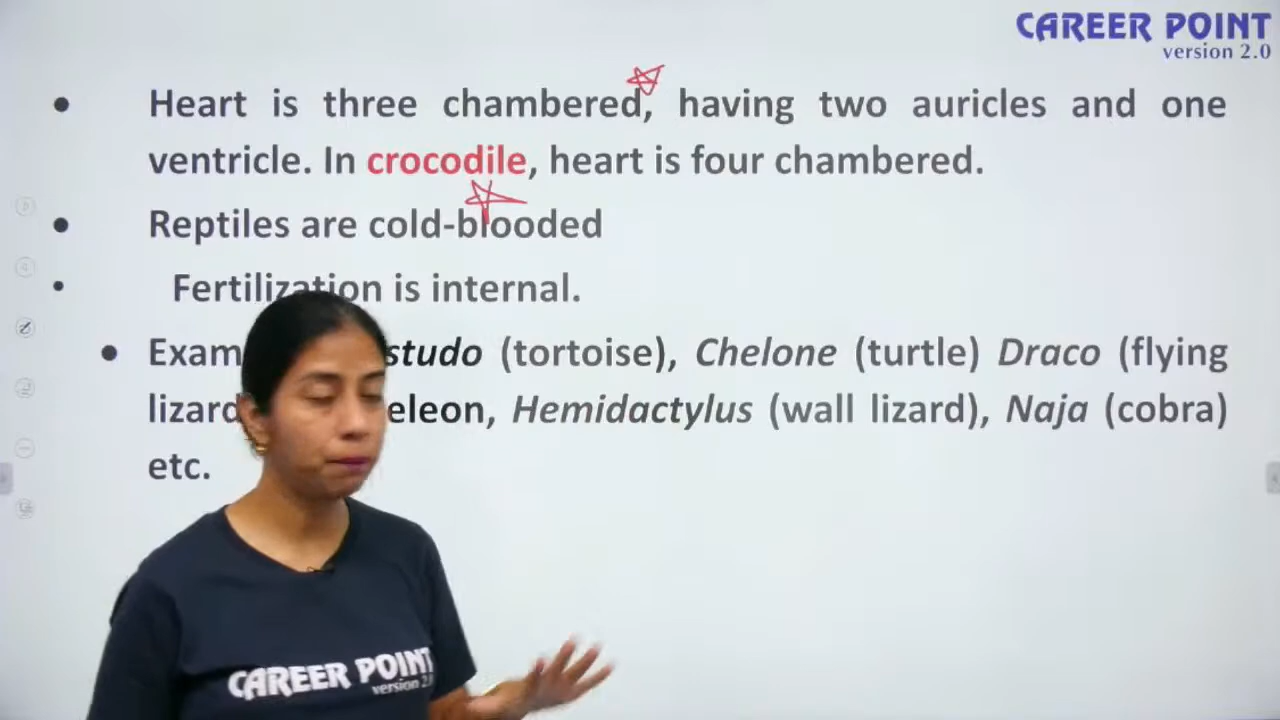 CAREER POINT
version 2.0
• Heart is three chambered, having two auricles and one
ventricle. In crocodile, heart is four chambered.
• Reptiles are cold-blooded
• Fertilization is internal.
• Exam studo (tortoise), Chelone (turtle) Draco (flying
lizard eleon, Hemidactylus (wall lizard), Naja (cobra)
etc.
CAREER POINT
version 2.0